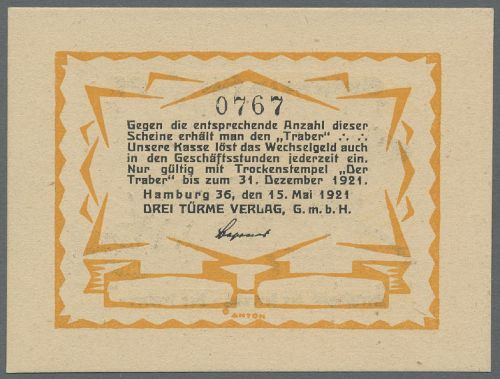 0767
Gegen die entsprechende Anzahl dieser
Scheine erhält man den „Traber“ ∴ ∴
Unsere Kasse löst das Wechselgeld auch
in den Geschäftsstunden jederzeit ein.
Nur gültig mit Trockenstempel „Der
Traber“ bis zum 31. Dezember 1921.
Hamburg 36, den 15. Mai 1921
DREI TÜRME VERLAG, G. m. b. H.
ANTON